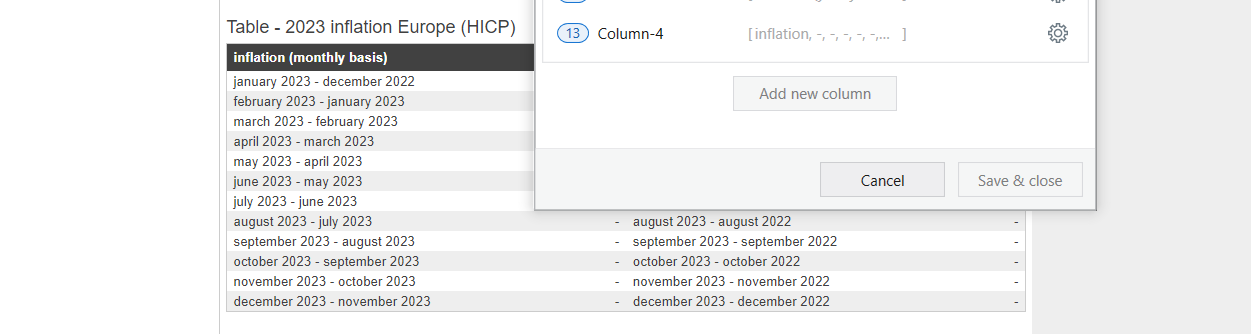 Table - 2023 inflation Europe (HICP)
inflation (monthly basis)
january 2023 - december 2022
february 2023 - january 2023
march 2023 - february 2023
april 2023 - march 2023
may 2023 - april 2023
june 2023 - may 2023
july 2023 - june 2023
august 2023 - july 2023 - august 2023 - august 2022 -
september 2023 - august 2023 - september 2023 - september 2022 -
october 2023 - september 2023 - october 2023 - october 2022 -
november 2023 - october 2023 - november 2023 - november 2022 -
december 2023 - november 2023 - december 2023 - december 2022 -
13 Column-4 [ inflation, -, -, -, -, -,... ]
Add new column
Cancel Save & close